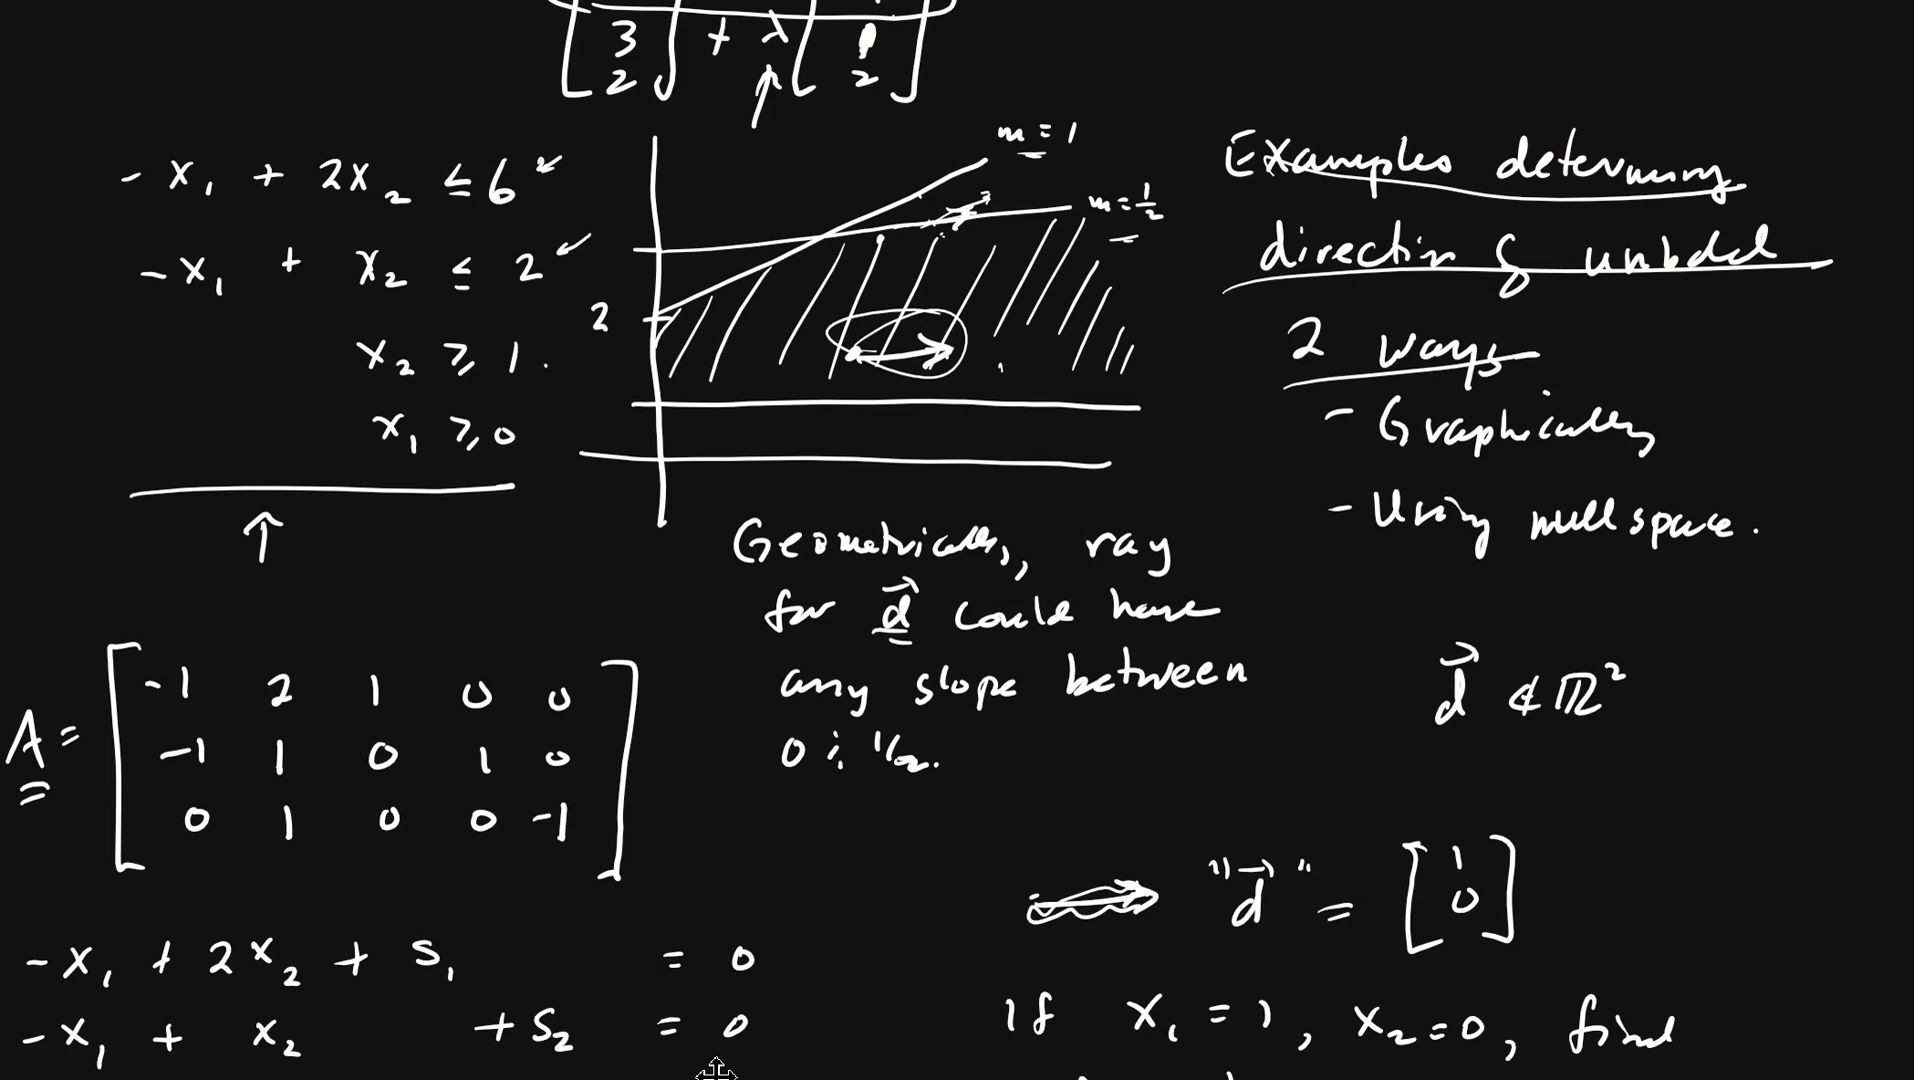 [3 2] + λ [1 2]
m = 1
m = 1/2
2
- x₁ + 2x₂ ≤ 6
- x₁ + x₂ ≤ 2
x₂ ≥ 1
x₁ ≥ 0
Examples determing
direction of unbdd
2 ways
- Graphically
- Using nullspace.
Geometrically, ray
for d⃗ could have
any slope between
0 & 1/2.
A = [-1 2 1 0 0
-1 1 0 1 0
0 1 0 0 -1]
d⃗ ∉ ℝ²
"d⃗" = [1 0]
- x₁ + 2x₂ + s₁ = 0
- x₁ + x₂ + s₂ = 0
If x₁ = 1, x₂ = 0, find